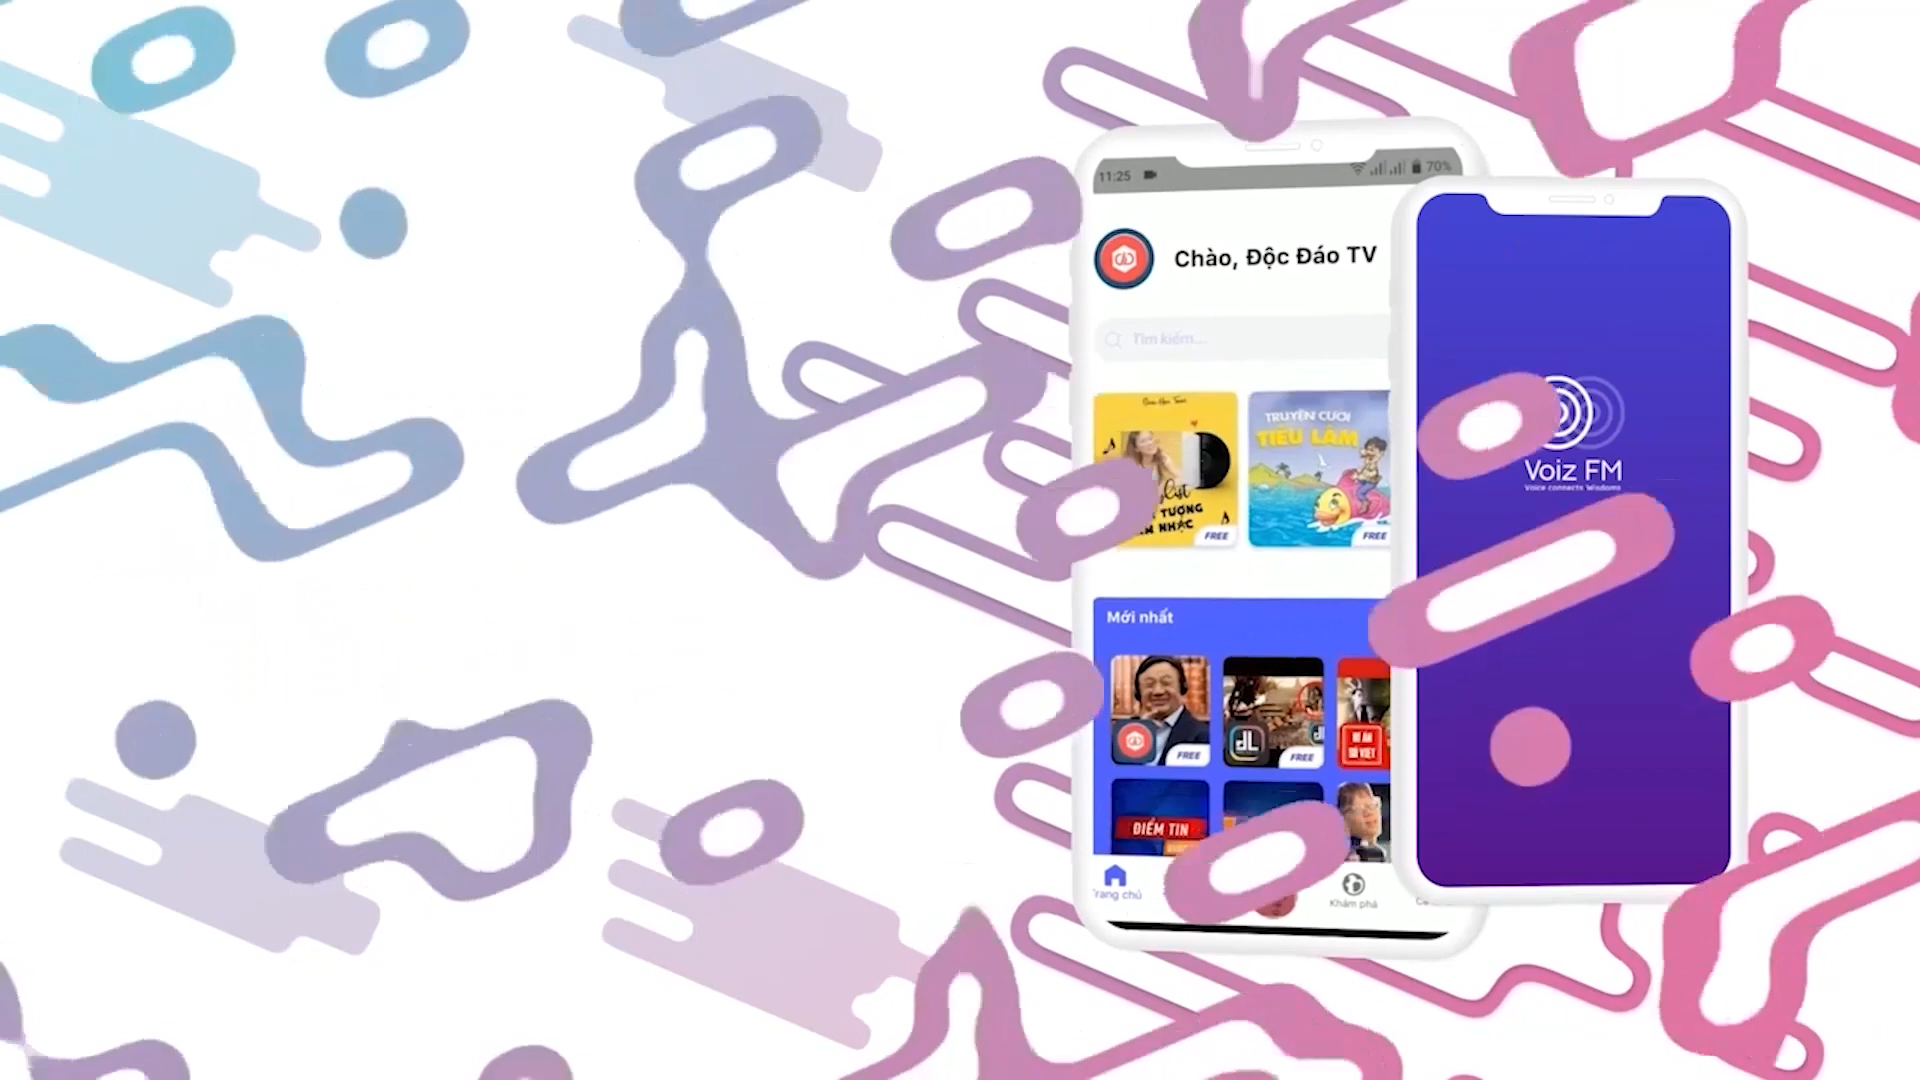 11:25
70%
Chào, Độc Đáo TV
Tìm kiếm...
TƯỢNG
NHẠC
FREE
TRUYỆN CƯỜI
TIẾU LÂM
FREE
Voiz FM
Voice connects Wisdoms
Mới nhất
FREE
dL
FREE
ĐIỂM TIN
Trang chủ
Khám phá